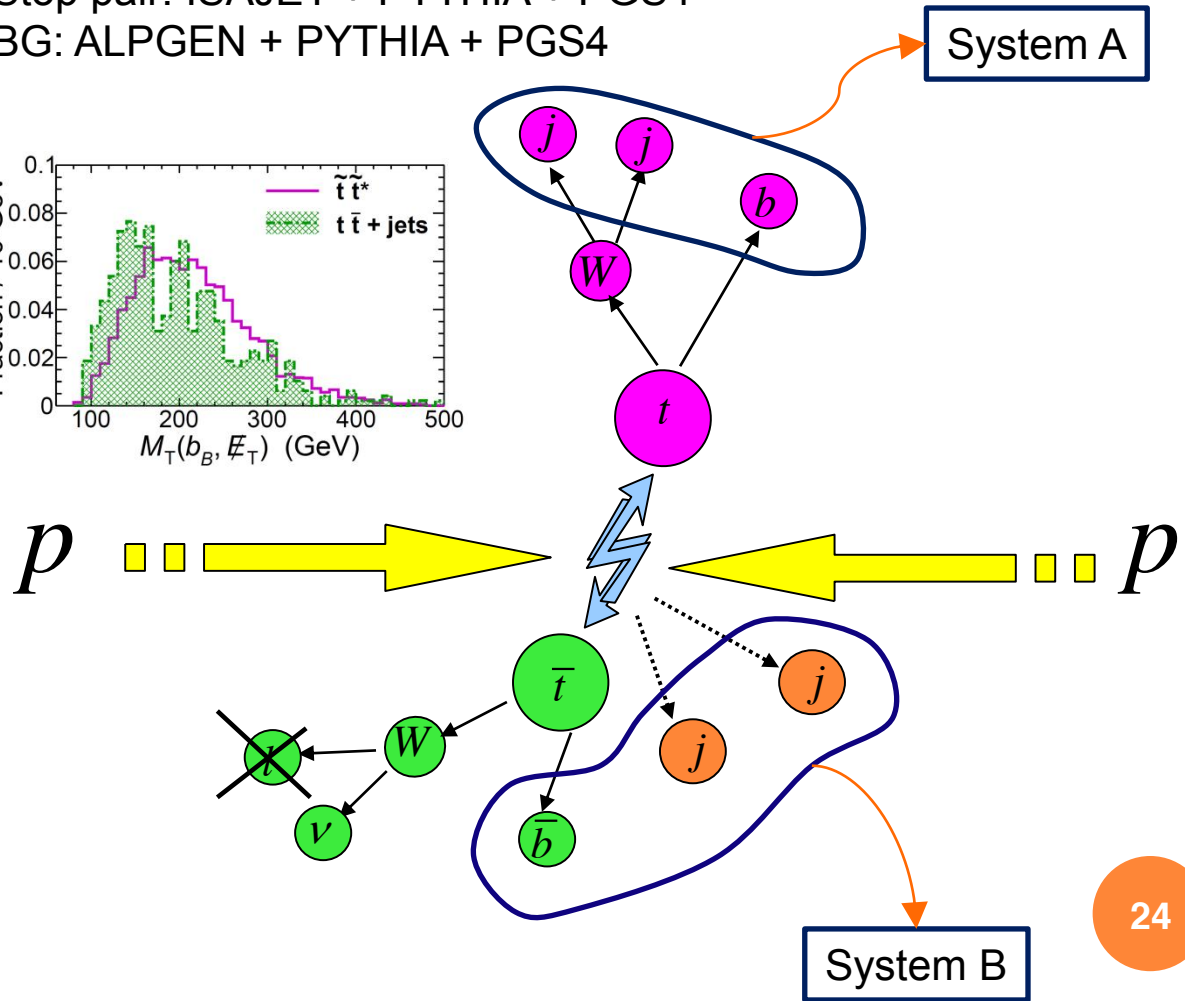 BG: ALPGEN + PYTHIA + PGS4
System A
j
j
b
W
t
0.1
0.08
0.06
0.04
0.02
0
t̃ t̃*
t t̄ + jets
100 200 300 400 500
M_T(b_B, E̸_T) (GeV)
p
p
t̄
j
l
W
j
ν
b̄
24
System B